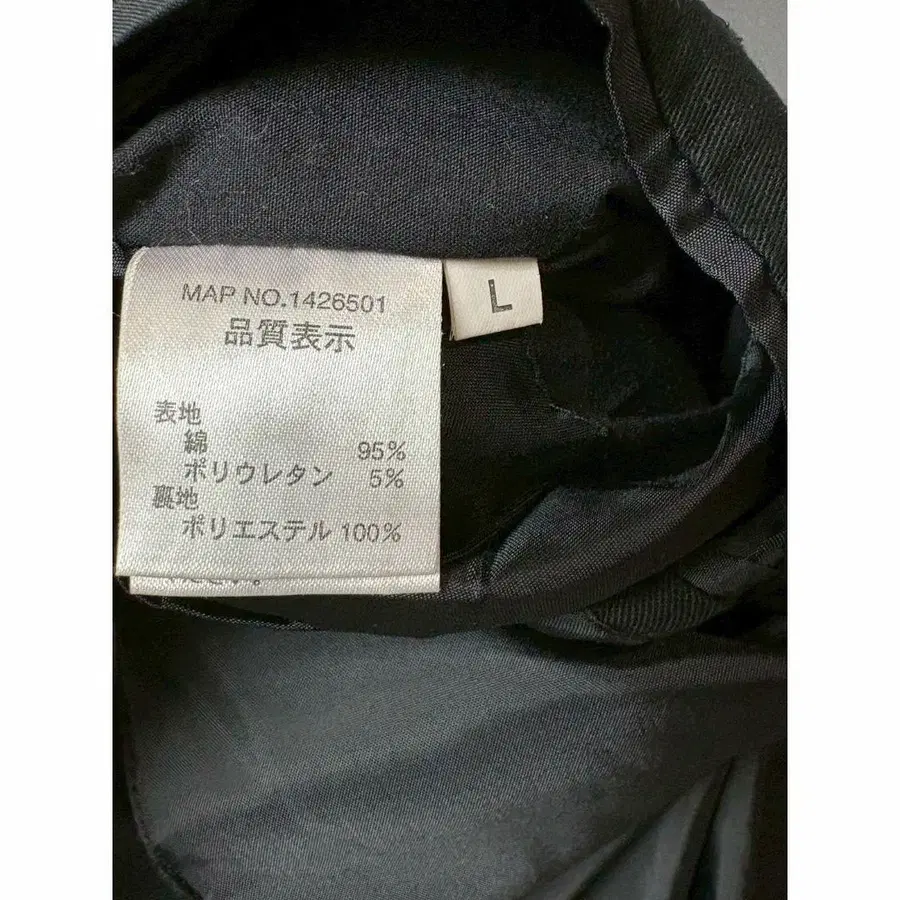 MAP NO.1426501
品質表示
表地
綿 95%
ポリウレタン 5%
裏地
ポリエステル 100%
L